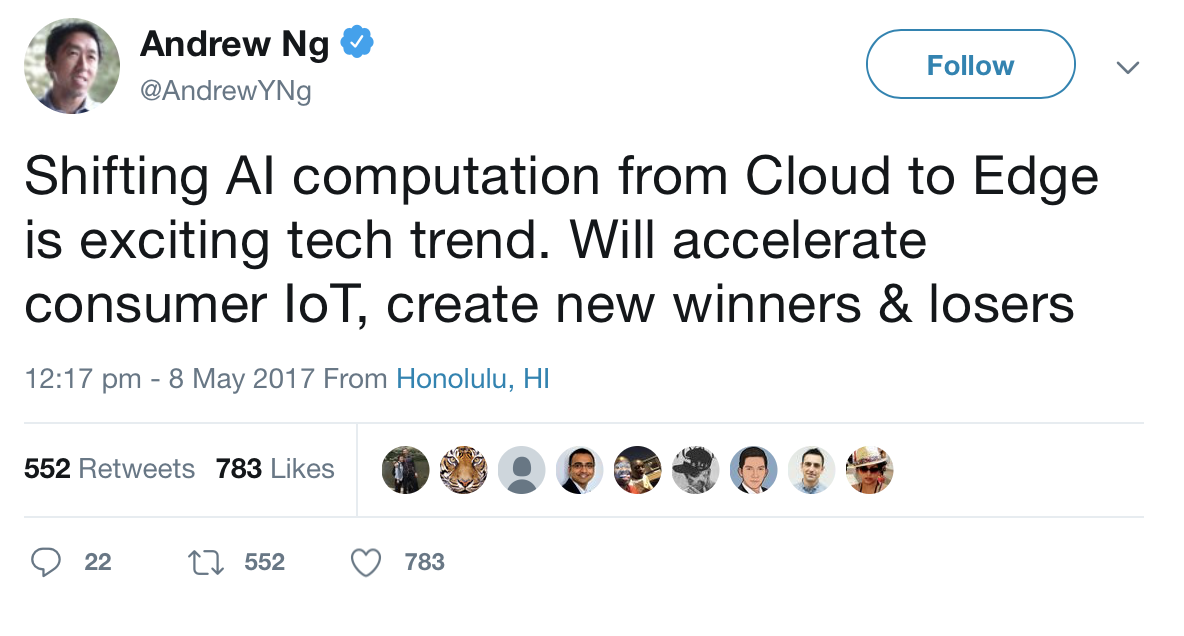 Andrew Ng
@AndrewYNg
Follow
Shifting AI computation from Cloud to Edge
is exciting tech trend. Will accelerate
consumer IoT, create new winners & losers
12:17 pm - 8 May 2017 From Honolulu, HI
552 Retweets 783 Likes
22 552 783